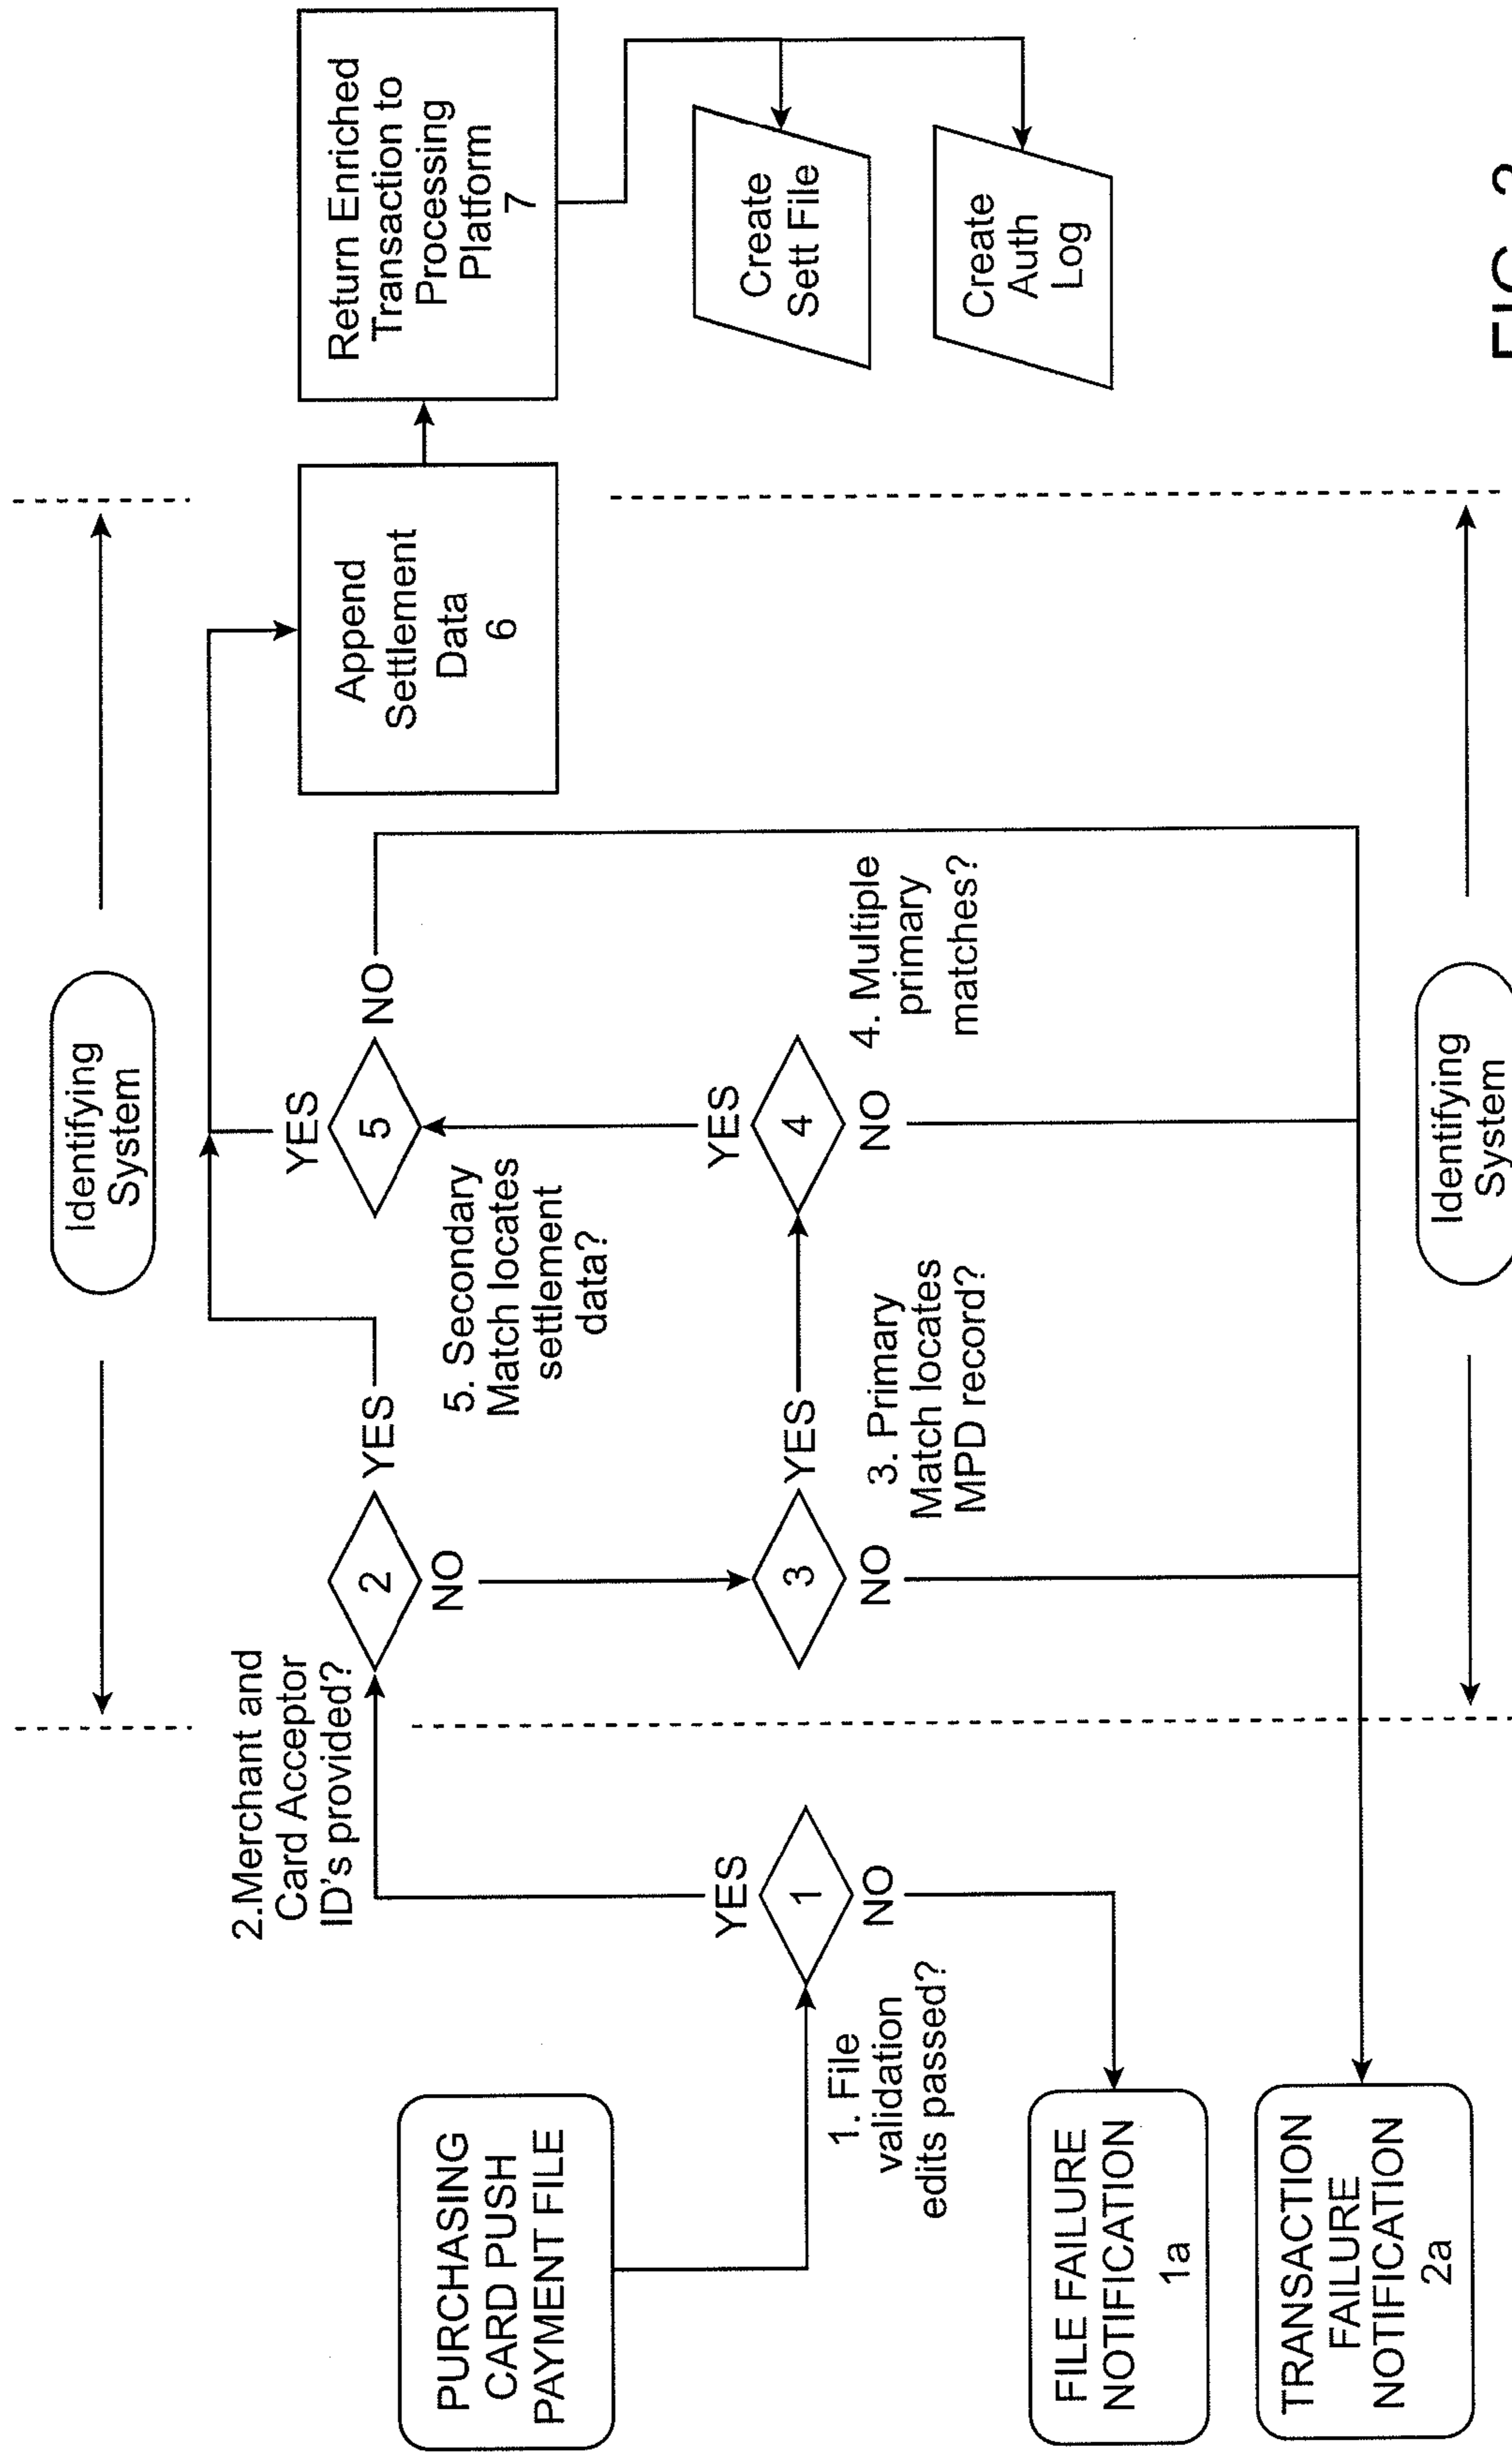 Identifying
System
PURCHASING
CARD PUSH
PAYMENT FILE
1. File
validation
edits passed?
1
YES
NO
FILE FAILURE
NOTIFICATION
1a
TRANSACTION
FAILURE
NOTIFICATION
2a
2.Merchant and
Card Acceptor
ID's provided?
2
YES
NO
3
YES
NO
3. Primary
Match locates
MPD record?
4
YES
NO
4. Multiple
primary
matches?
5. Secondary
Match locates
settlement
data?
5
YES
NO
Append
Settlement
Data
6
Return Enriched
Transaction to
Processing
Platform
7
Create
Sett File
Create
Auth
Log
Identifying
System